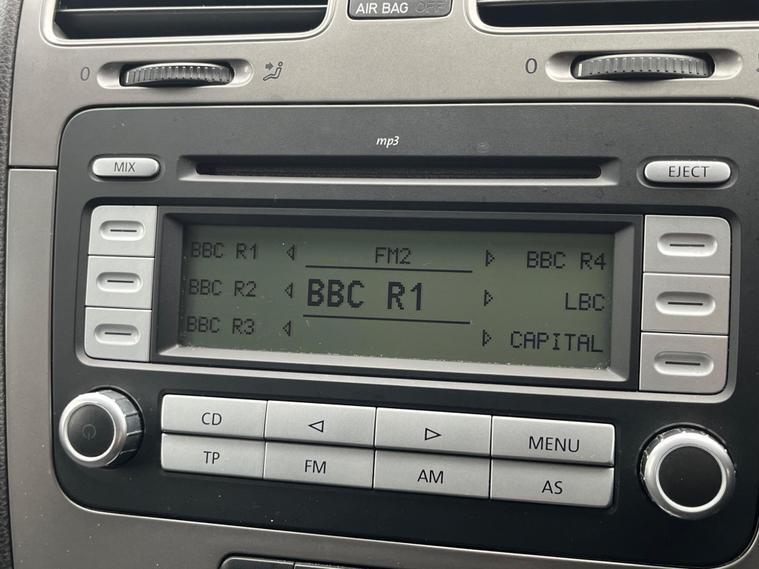 AIR BAG OFF
0
0
mp3
MIX
EJECT
BBC R1
FM2
BBC R4
BBC R2
BBC R1
LBC
BBC R3
CAPITAL
CD
MENU
TP
FM
AM
AS